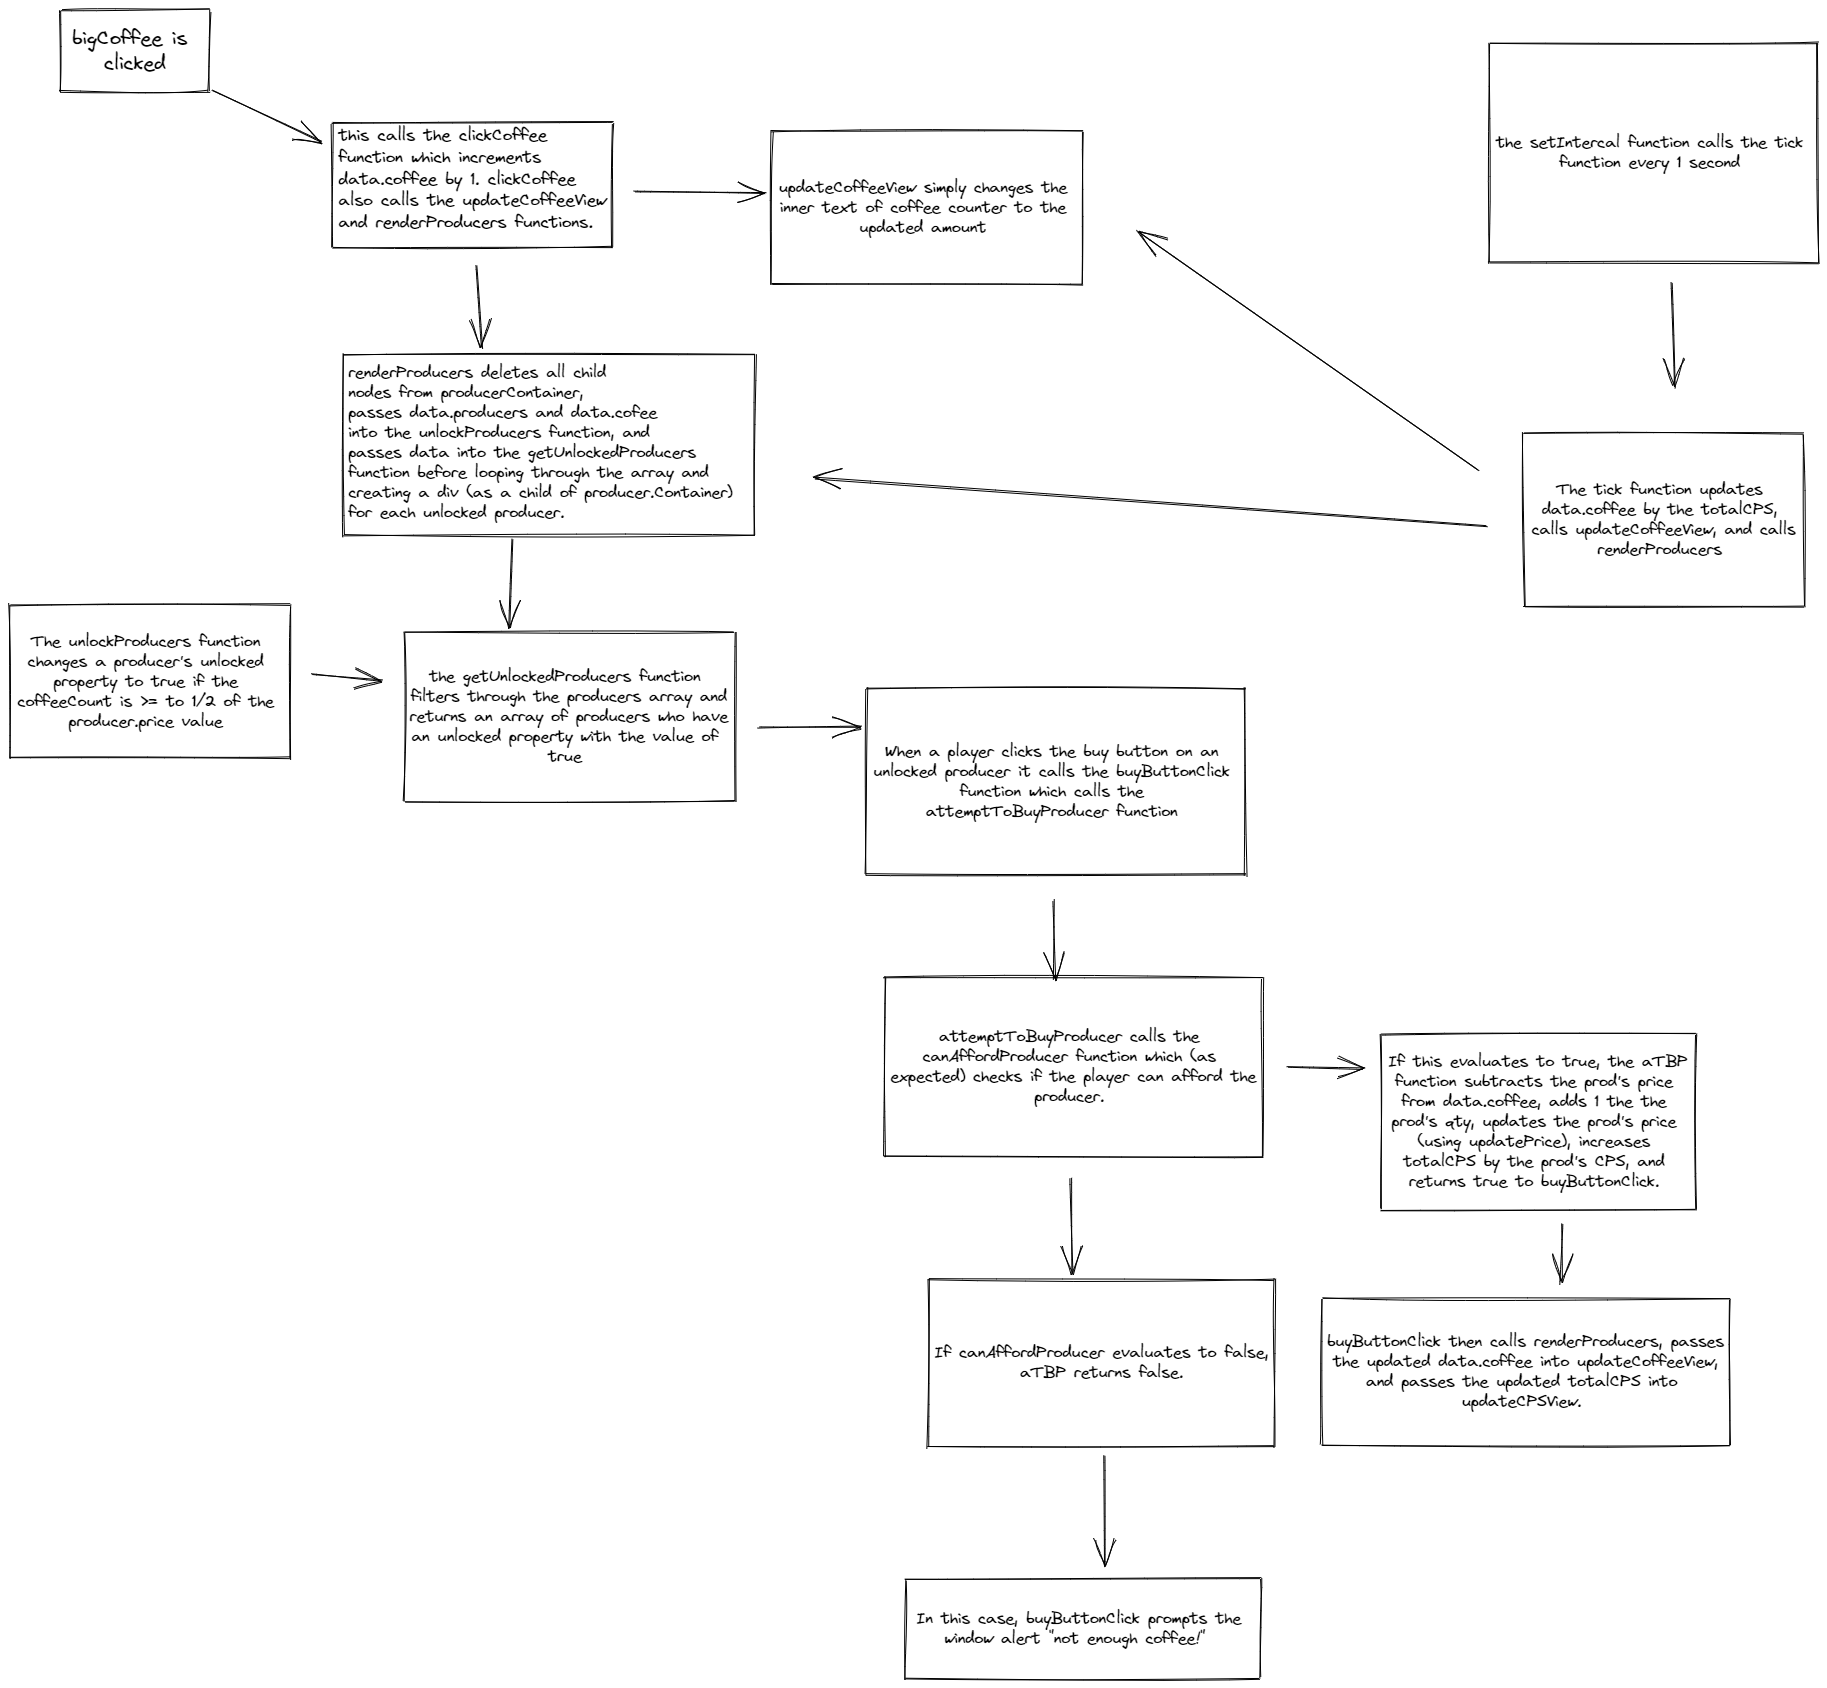 bigCoffee is
clicked
this calls the clickCoffee
function which increments
data.coffee by 1. clickCoffee
also calls the updateCoffeeView
and renderProducers functions.
updateCoffeeView simply changes the
inner text of coffee counter to the
updated amount
the setIntercal function calls the tick
function every 1 second
renderProducers deletes all child
nodes from producerContainer,
passes data.producers and data.cofee
into the unlockProducers function, and
passes data into the getUnlockedProducers
function before looping through the array and
creating a div (as a child of producer.Container)
for each unlocked producer.
The tick function updates
data.coffee by the totalCPS,
calls updateCoffeeView, and calls
renderProducers
The unlockProducers function
changes a producer's unlocked
property to true if the
coffeeCount is >= to 1/2 of the
producer.price value
the getUnlockedProducers function
filters through the producers array and
returns an array of producers who have
an unlocked property with the value of
true
When a player clicks the buy button on an
unlocked producer it calls the buyButtonClick
function which calls the
attemptToBuyProducer function
attemptToBuyProducer calls the
canAffordProducer function which (as
expected) checks if the player can afford the
producer.
If this evaluates to true, the aTBP
function subtracts the prod's price
from data.coffee, adds 1 the the
prod's qty, updates the prod's price
(using updatePrice), increases
totalCPS by the prod's CPS, and
returns true to buyButtonClick.
If canAffordProducer evaluates to false,
aTBP returns false.
buyButtonClick then calls renderProducers, passes
the updated data.coffee into updateCoffeeView,
and passes the updated totalCPS into
updateCPSView.
In this case, buyButtonClick prompts the
window alert "not enough coffee!"